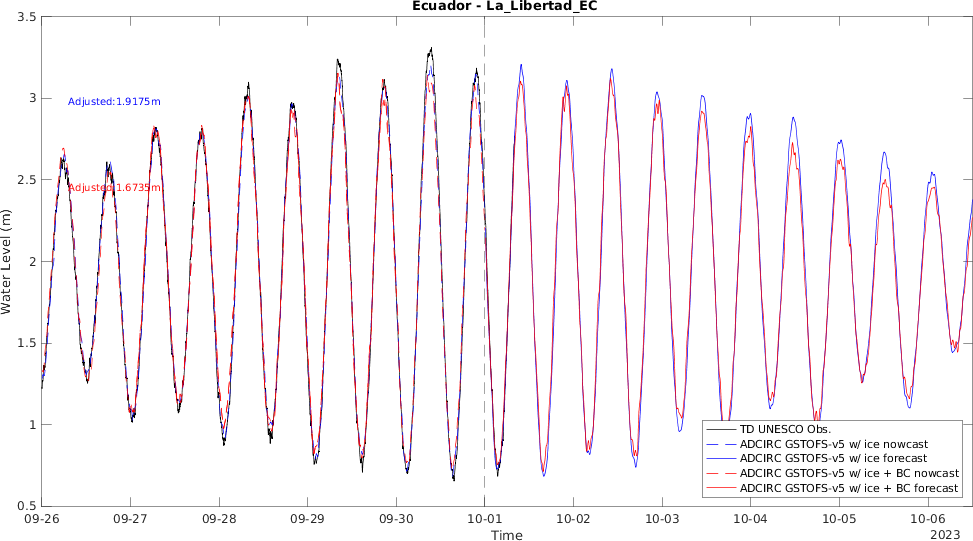 Ecuador - La_Libertad_EC
3.5
3
2.5
2
1.5
1
0.5
Water Level (m)
Adjusted:1.9175m
Adjusted:1.6735m
TD UNESCO Obs.
ADCIRC GSTOFS-v5 w/ ice nowcast
ADCIRC GSTOFS-v5 w/ ice forecast
ADCIRC GSTOFS-v5 w/ ice + BC nowcast
ADCIRC GSTOFS-v5 w/ ice + BC forecast
09-26 09-27 09-28 09-29 09-30 10-01 10-02 10-03 10-04 10-05 10-06
Time
2023